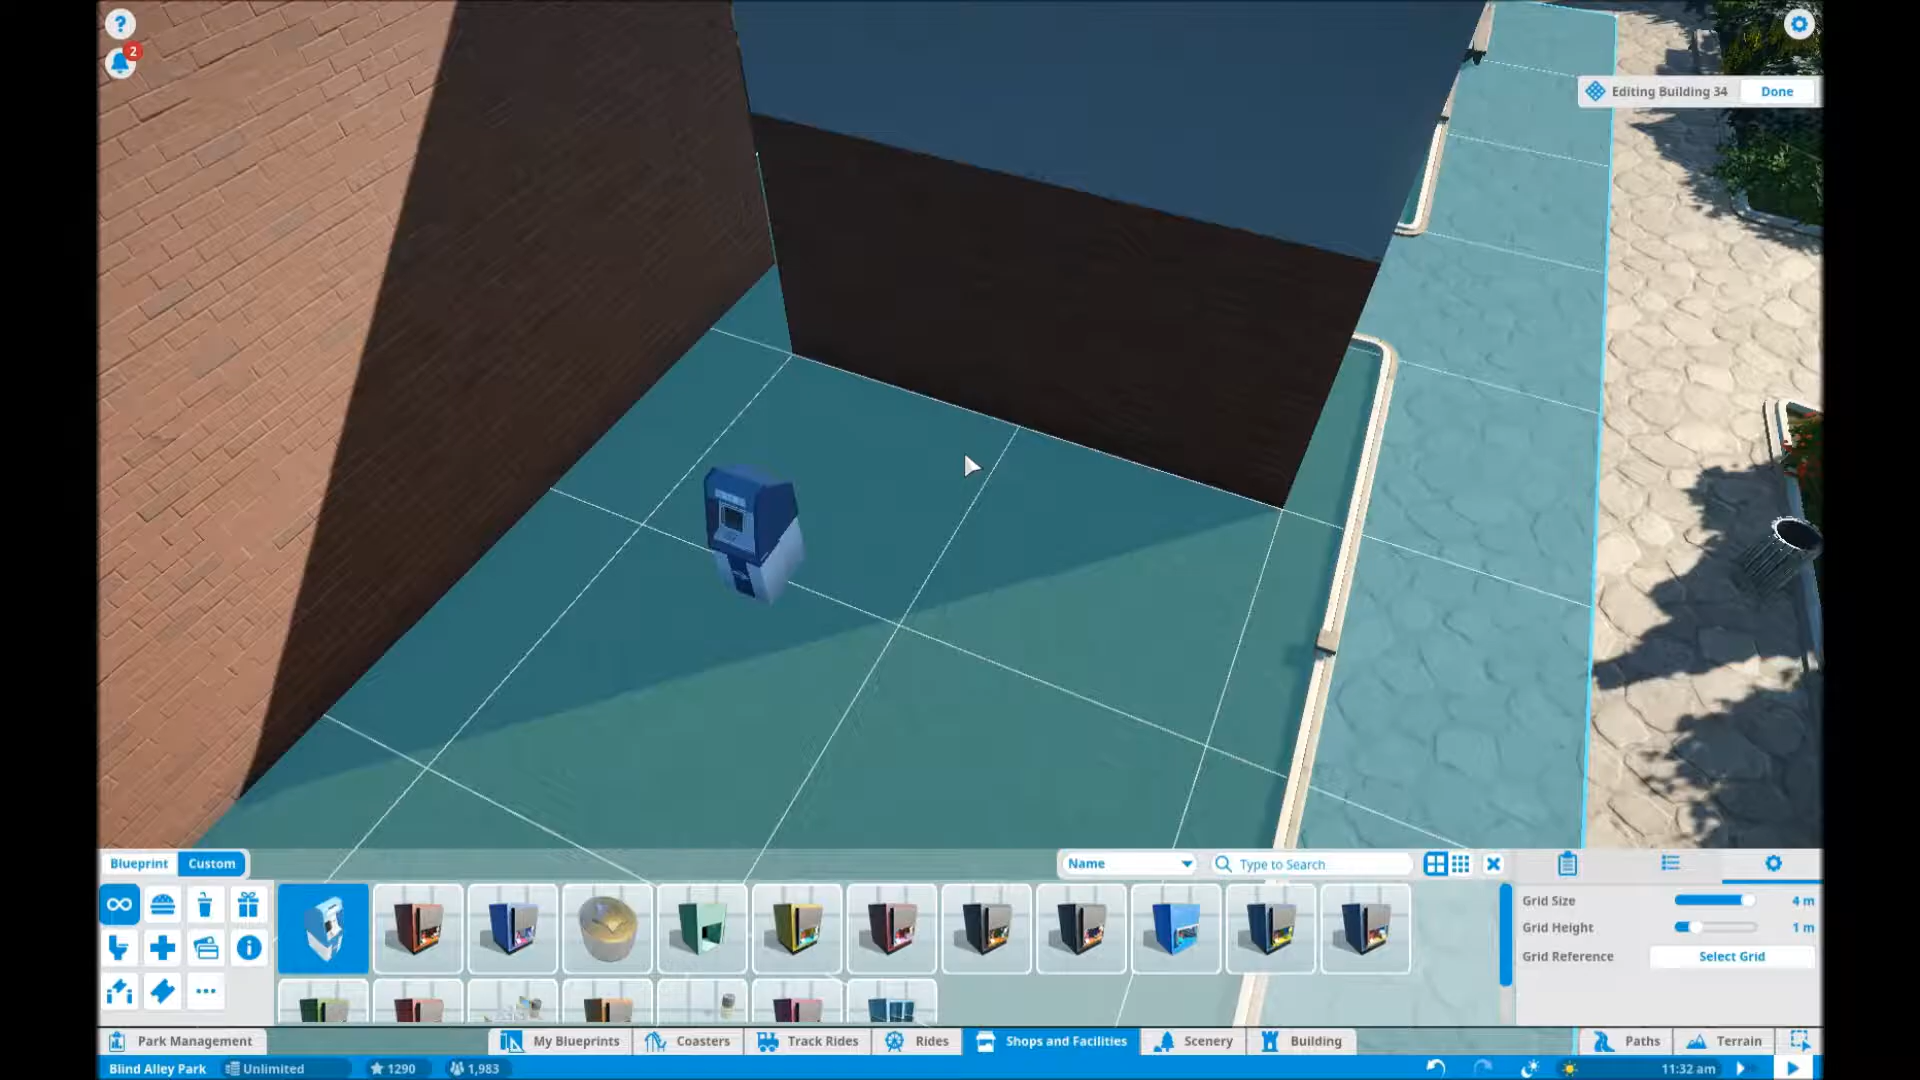 ?
2
Editing Building 34 Done
Blueprint Custom
Name
Type to Search
Grid Size 4 m
Grid Height 1 m
Grid Reference Select Grid
Park Management
My Blueprints
Coasters
Track Rides
Rides
Shops and Facilities
Scenery
Building
Paths
Terrain
Blind Alley Park Unlimited 1290 1,983 11:32 am